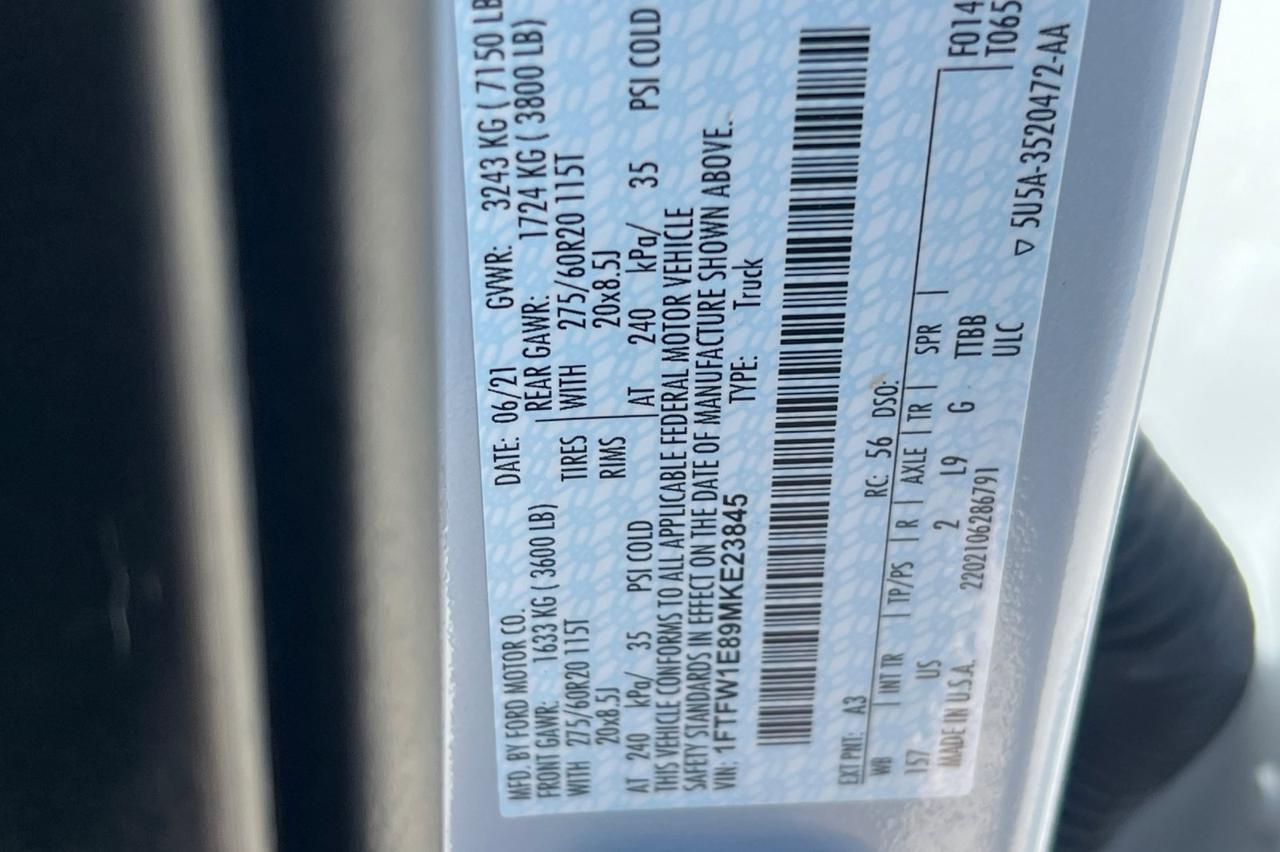 MFD. BY FORD MOTOR CO. DATE: 06/21 GVWR: 3243 KG ( 7150 LB
FRONT GAWR: 1633 KG ( 3600 LB) REAR GAWR: 1724 KG ( 3800 LB)
WITH 275/60R20 115T TIRES WITH 275/60R20 115T
20x8.5J RIMS 20x8.5J
AT 240 kPa/ 35 PSI COLD AT 240 kPa/ 35 PSI COLD
THIS VEHICLE CONFORMS TO ALL APPLICABLE FEDERAL MOTOR VEHICLE
SAFETY STANDARDS IN EFFECT ON THE DATE OF MANUFACTURE SHOWN ABOVE.
VIN: 1FTFW1E89MKE23845 TYPE: Truck
EXT PNT: A3 RC: 56 DSO:
WB INT TR TP/PS R AXLE TR SPR F014
157 US 2 L9 G TTBB T065
MADE IN U.S.A. 2202106286791 ULC
▽ 5U5A-3520472-AA